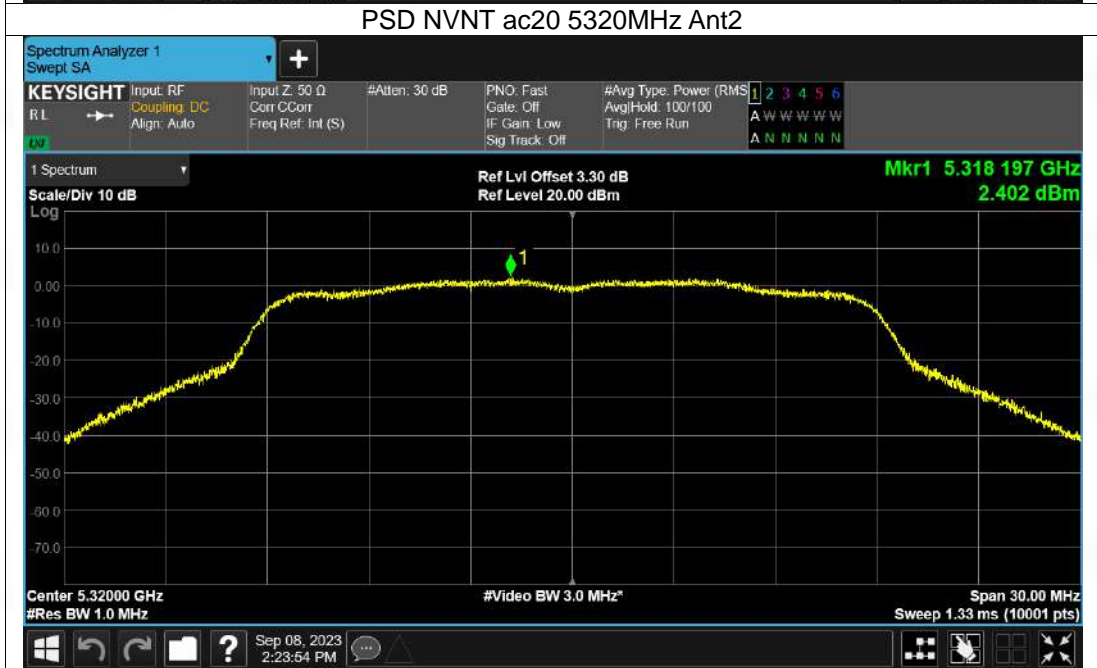 PSD NVNT ac20 5320MHz Ant2
Spectrum Analyzer 1
Swept SA
+
KEYSIGHT
RL
LXI
Input: RF
Coupling: DC
Align: Auto
Input Z: 50 Ω
Corr CCorr
Freq Ref: Int (S)
#Atten: 30 dB
PNO: Fast
Gate: Off
IF Gain: Low
Sig Track: Off
#Avg Type: Power (RMS
Avg|Hold: 100/100
Trig: Free Run
1 2 3 4 5 6
A W W W W W
A N N N N N
1 Spectrum
Scale/Div 10 dB
Log
Ref Lvl Offset 3.30 dB
Ref Level 20.00 dBm
Mkr1 5.318 197 GHz
2.402 dBm
1
10.0
0.00
-10.0
-20.0
-30.0
-40.0
-50.0
-60.0
-70.0
Center 5.32000 GHz
#Res BW 1.0 MHz
#Video BW 3.0 MHz*
Span 30.00 MHz
Sweep 1.33 ms (10001 pts)
?
Sep 08, 2023
2:23:54 PM